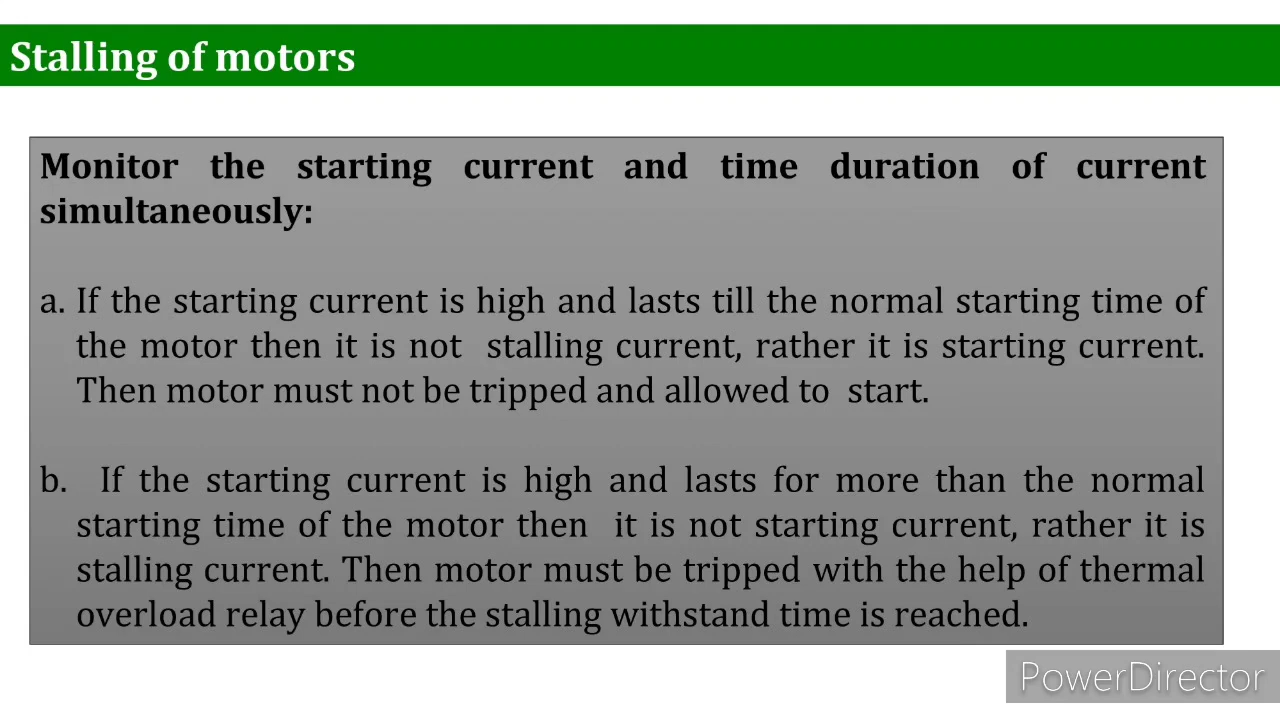 Stalling of motors
Monitor the starting current and time duration of current
simultaneously:
a. If the starting current is high and lasts till the normal starting time of
the motor then it is not stalling current, rather it is starting current.
Then motor must not be tripped and allowed to start.
b. If the starting current is high and lasts for more than the normal
starting time of the motor then it is not starting current, rather it is
stalling current. Then motor must be tripped with the help of thermal
overload relay before the stalling withstand time is reached.
PowerDirector